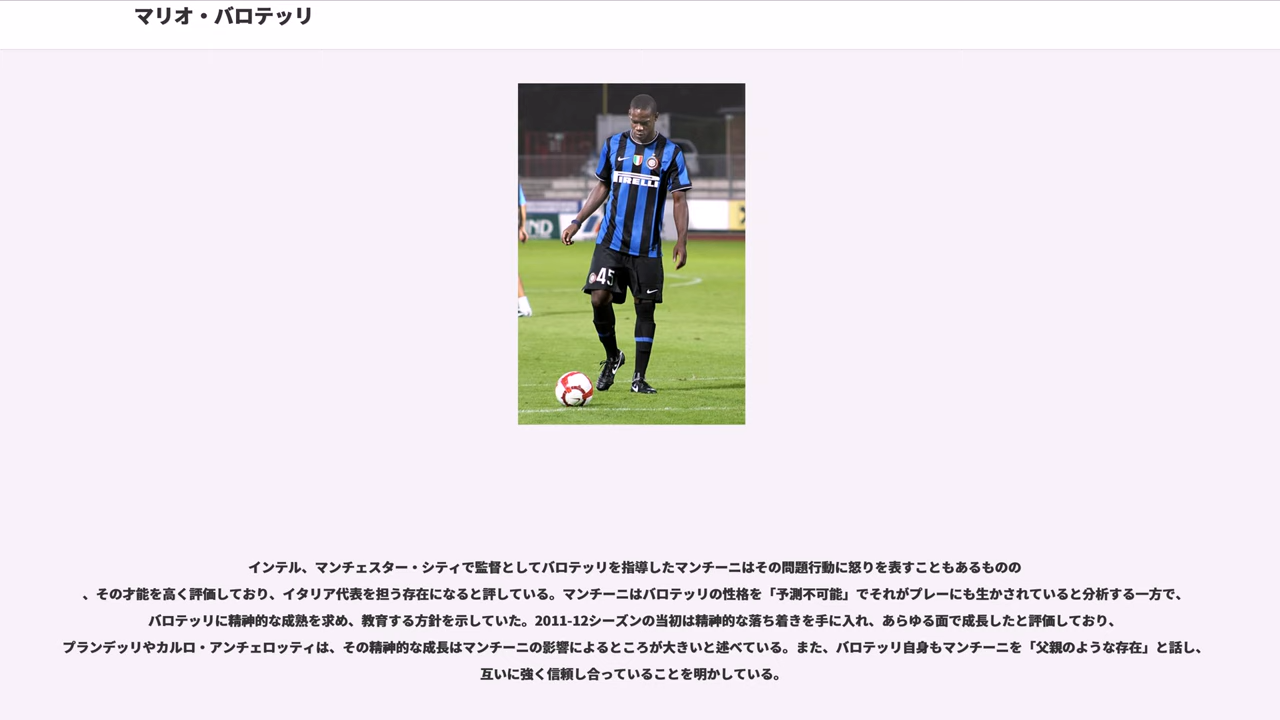 マリオ・バロテッリ
PIRELLI
45
ND
インテル、マンチェスター・シティで監督としてバロテッリを指導したマンチーニはその問題行動に怒りを表すこともあるものの
、その才能を高く評価しており、イタリア代表を担う存在になると評している。マンチーニはバロテッリの性格を「予測不可能」でそれがプレーにも生かされていると分析する一方で、
バロテッリに精神的な成熟を求め、教育する方針を示していた。2011-12シーズンの当初は精神的な落ち着きを手に入れ、あらゆる面で成長したと評価しており、
プランデッリやカルロ・アンチェロッティは、その精神的な成長はマンチーニの影響によるところが大きいと述べている。また、バロテッリ自身もマンチーニを「父親のような存在」と話し、
互いに強く信頼し合っていることを明かしている。